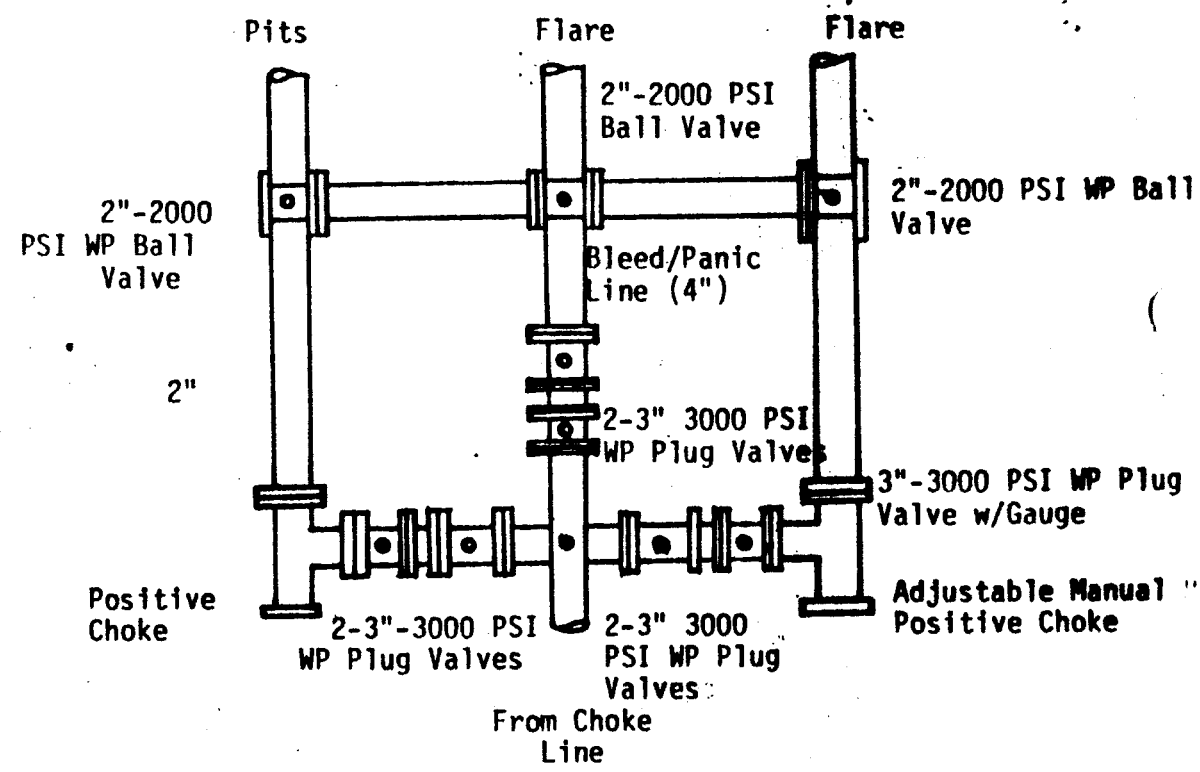 Pits
Flare
Flare
2"-2000 PSI
Ball Valve
2"-2000
PSI WP Ball
Valve
2"-2000 PSI WP Ball
Valve
Bleed/Panic
Line (4")
2"
2-3" 3000 PSI
WP Plug Valves
3"-3000 PSI WP Plug
Valve w/Gauge
Positive
Choke
2-3"-3000 PSI
WP Plug Valves
2-3" 3000
PSI WP Plug
Valves
Adjustable Manual
Positive Choke
From Choke
Line